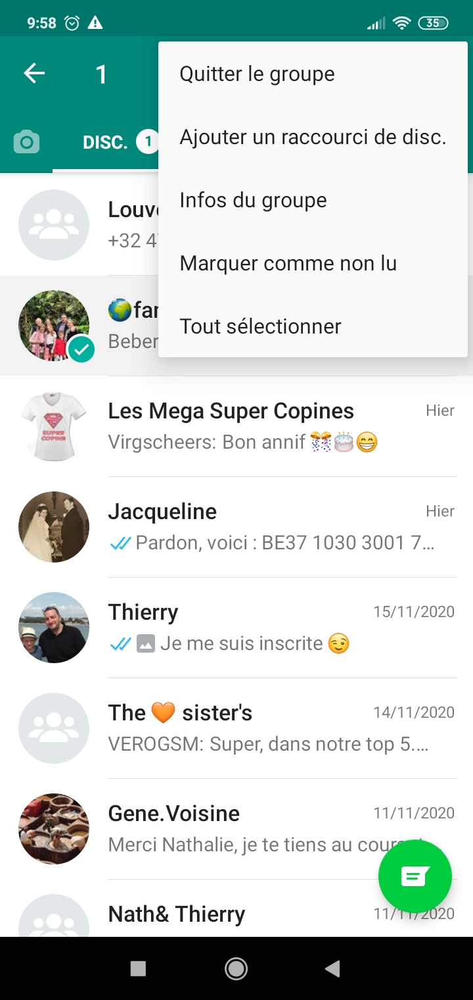 9:58
35
1
Quitter le groupe
Ajouter un raccourci de disc.
Infos du groupe
Marquer comme non lu
Tout sélectionner
DISC. 1
+32 4
Les Mega Super Copines Hier
SUPER
COPINE
Virgscheers: Bon annif 🎊🎂😁
Jacqueline Hier
Pardon, voici : BE37 1030 3001 7…
Thierry 15/11/2020
Je me suis inscrite 😉
The 🧡 sister's 14/11/2020
VEROGSM: Super, dans notre top 5.…
Gene.Voisine 11/11/2020
Merci Nathalie, je te tiens au
Nath& Thierry 11/11/2020